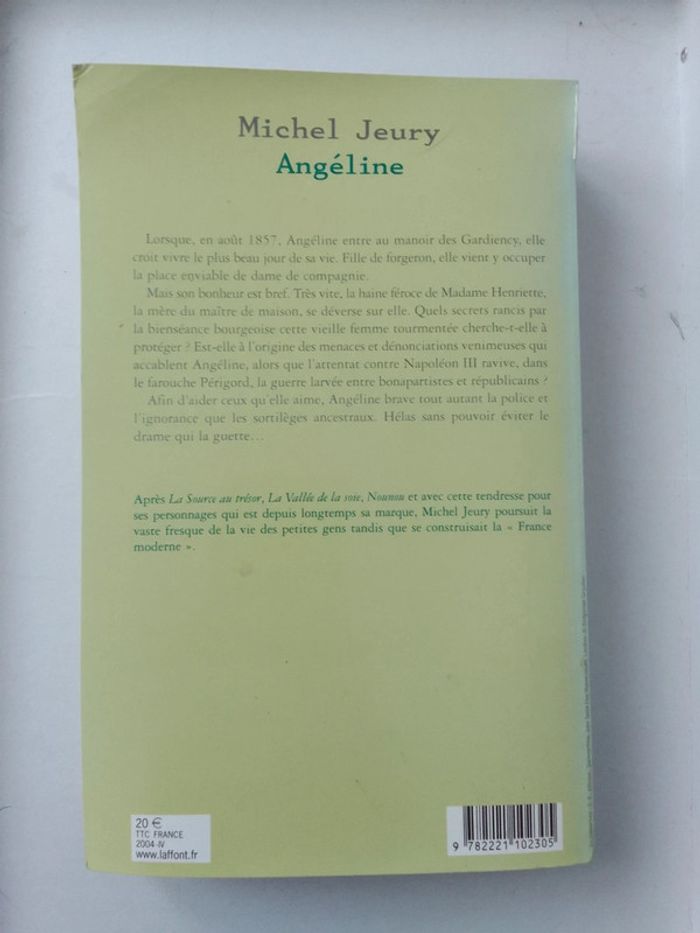 Michel Jeury
Angéline
Lorsque, en août 1857, Angéline entre au manoir des Gardiency, elle
croit vivre le plus beau jour de sa vie. Fille de forgeron, elle vient y occuper
la place enviable de dame de compagnie.
Mais son bonheur est bref. Très vite, la haine féroce de Madame Henriette,
la mère du maître de maison, se déverse sur elle. Quels secrets rancis par
la bienséance bourgeoise cette vieille femme tourmentée cherche-t-elle à
protéger ? Est-elle à l'origine des menaces et dénonciations venimeuses qui
accablent Angéline, alors que l'attentat contre Napoléon III ravive, dans
le farouche Périgord, la guerre larvée entre bonapartistes et républicains ?
Afin d'aider ceux qu'elle aime, Angéline brave tout autant la police et
l'ignorance que les sortilèges ancestraux. Hélas sans pouvoir éviter le
drame qui la guette...
Après La Source au trésor, La Vallée de la soie, Nounou et avec cette tendresse pour
ses personnages qui est depuis longtemps sa marque, Michel Jeury poursuit la
vaste fresque de la vie des petites gens tandis que se construisait la « France
moderne ».
20 €
TTC FRANCE
2004-IV
www.laffont.fr
9 782221 102305